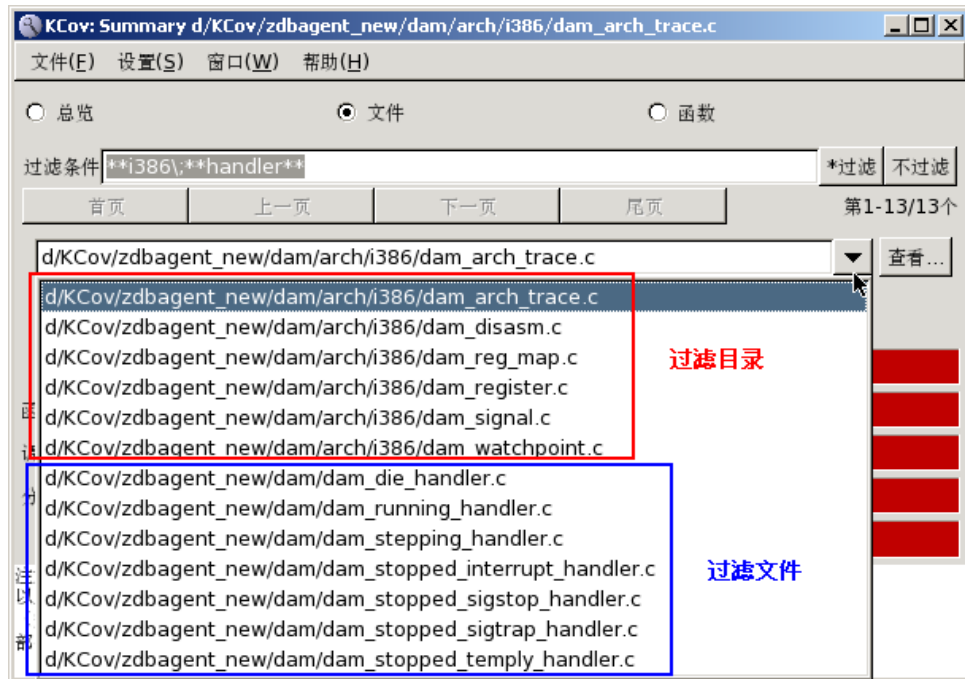 KCov: Summary d/KCov/zdbagent_new/dam/arch/i386/dam_arch_trace.c
文件(F) 设置(S) 窗口(W) 帮助(H)
总览 文件 函数
过滤条件 **i386\;**handler** *过滤 不过滤
首页 上一页 下一页 尾页 第1-13/13个
d/KCov/zdbagent_new/dam/arch/i386/dam_arch_trace.c 查看...
d/KCov/zdbagent_new/dam/arch/i386/dam_arch_trace.c
d/KCov/zdbagent_new/dam/arch/i386/dam_disasm.c
d/KCov/zdbagent_new/dam/arch/i386/dam_reg_map.c 过滤目录
d/KCov/zdbagent_new/dam/arch/i386/dam_register.c
d/KCov/zdbagent_new/dam/arch/i386/dam_signal.c
d/KCov/zdbagent_new/dam/arch/i386/dam_watchpoint.c
d/KCov/zdbagent_new/dam/dam_die_handler.c
d/KCov/zdbagent_new/dam/dam_running_handler.c
d/KCov/zdbagent_new/dam/dam_stepping_handler.c
d/KCov/zdbagent_new/dam/dam_stopped_interrupt_handler.c 过滤文件
d/KCov/zdbagent_new/dam/dam_stopped_sigstop_handler.c
以
d/KCov/zdbagent_new/dam/dam_stopped_sigtrap_handler.c
部
d/KCov/zdbagent_new/dam/dam_stopped_temply_handler.c